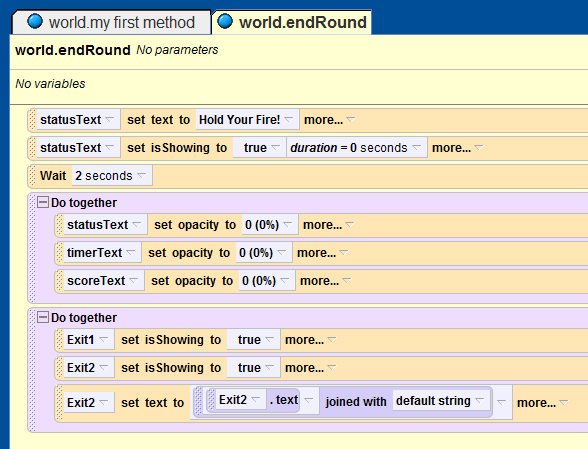 world.my first method world.endRound
world.endRound No parameters
No variables
statusText set text to Hold Your Fire! more...
statusText set isShowing to true duration = 0 seconds more...
Wait 2 seconds
Do together
statusText set opacity to 0 (0%) more...
timerText set opacity to 0 (0%) more...
scoreText set opacity to 0 (0%) more...
Do together
Exit1 set isShowing to true more...
Exit2 set isShowing to true more...
Exit2 set text to Exit2 . text joined with default string more...